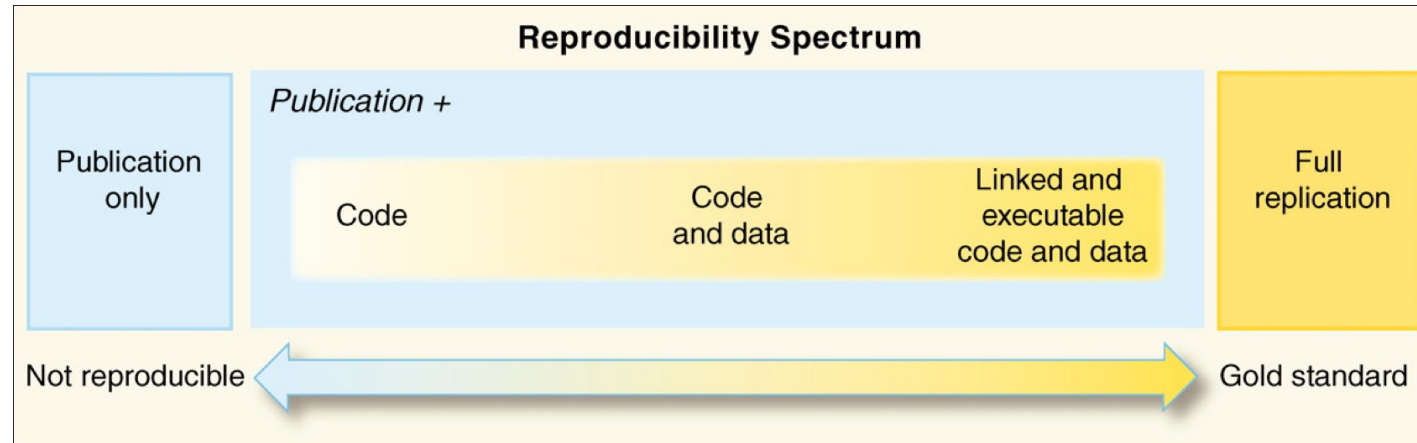 Reproducibility Spectrum
Publication
only
Publication +
Code
Code
and data
Linked and
executable
code and data
Full
replication
Not reproducible
Gold standard